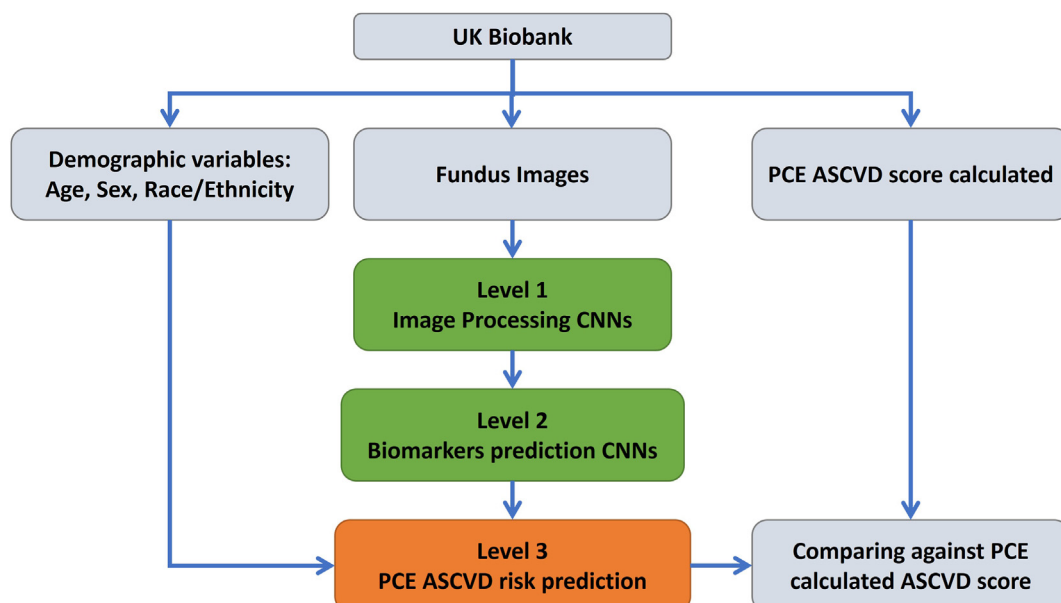 UK Biobank
Demographic variables:
Age, Sex, Race/Ethnicity
Fundus Images
PCE ASCVD score calculated
Level 1
Image Processing CNNs
Level 2
Biomarkers prediction CNNs
Level 3
PCE ASCVD risk prediction
Comparing against PCE
calculated ASCVD score